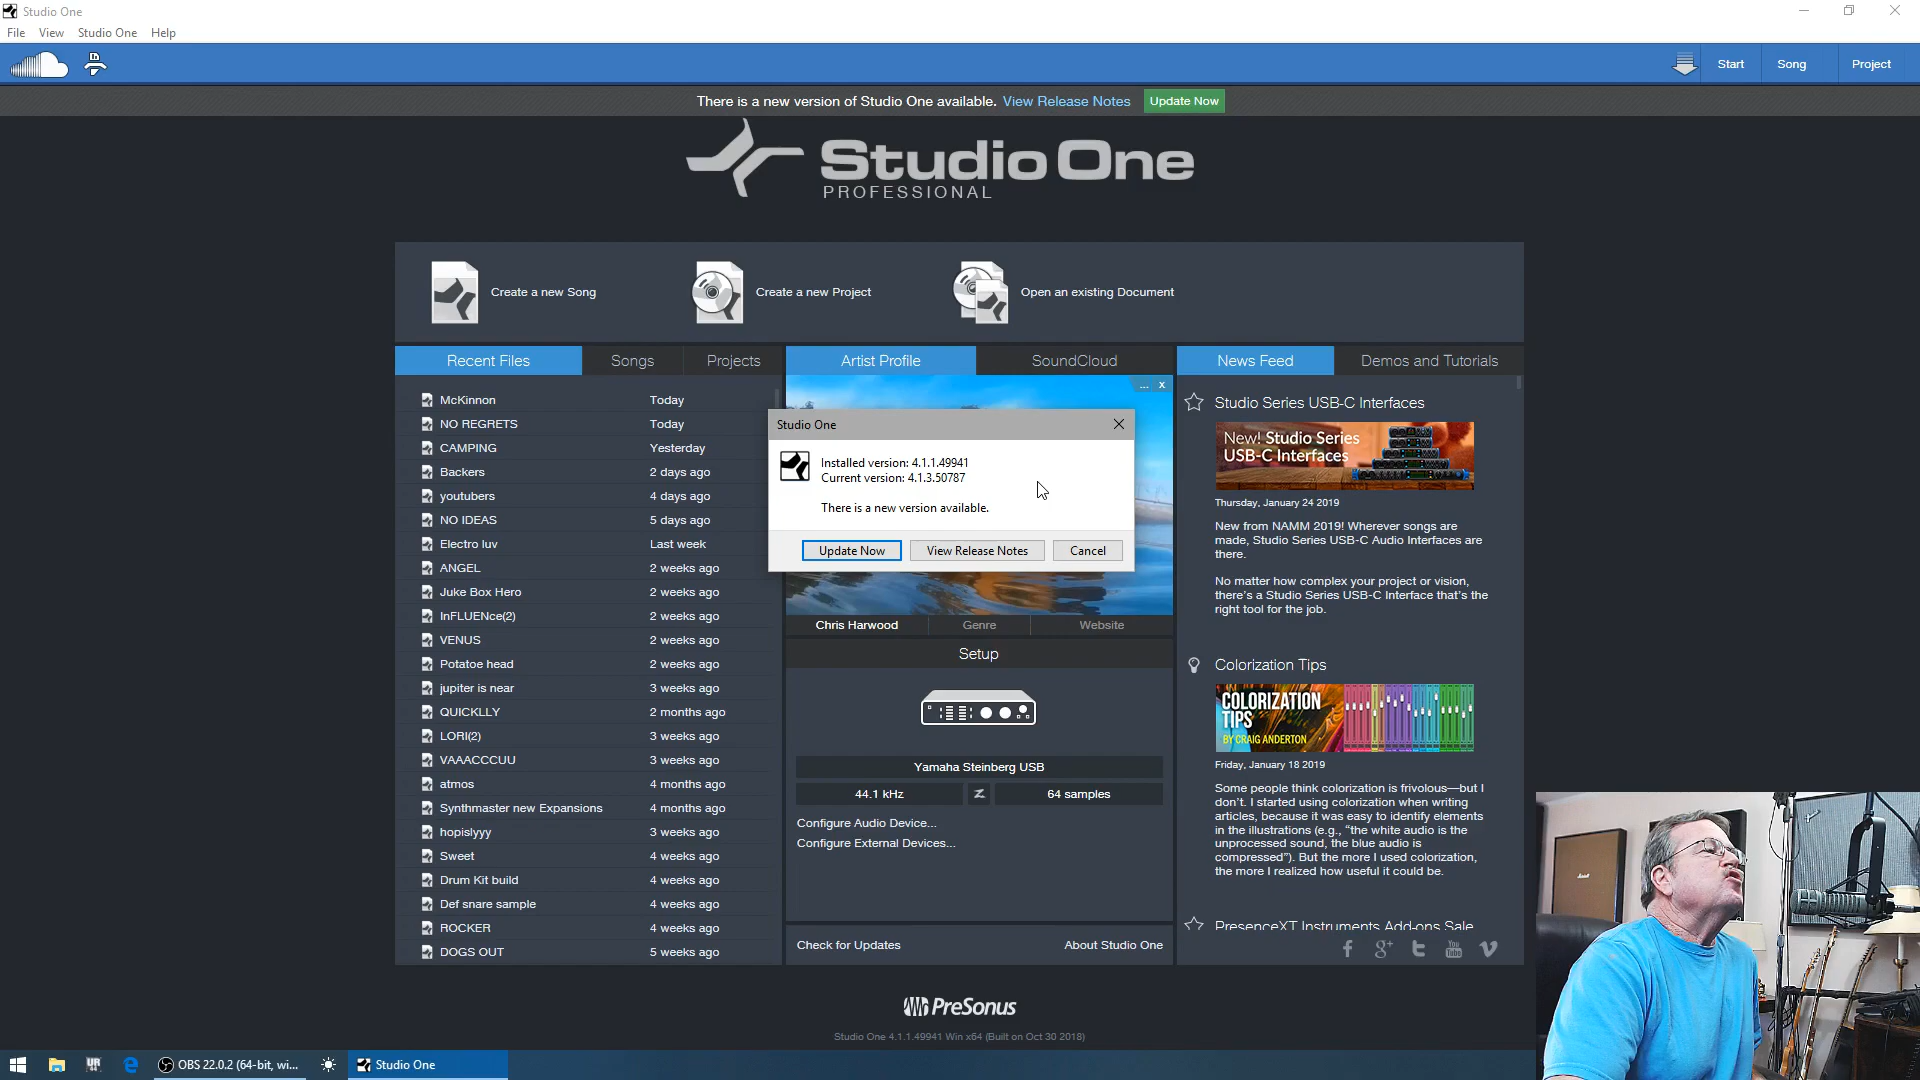 Studio One
File View Studio One Help
Start Song Project
There is a new version of Studio One available. View Release Notes Update Now
Studio One
PROFESSIONAL
Create a new Song
Create a new Project
Open an existing Document
Recent Files Songs Projects
McKinnon Today
NO REGRETS Today
CAMPING Yesterday
Backers 2 days ago
youtubers 4 days ago
NO IDEAS 5 days ago
Electro luv Last week
ANGEL 2 weeks ago
Juke Box Hero 2 weeks ago
InFLUENce(2) 2 weeks ago
VENUS 2 weeks ago
Potatoe head 2 weeks ago
jupiter is near 3 weeks ago
QUICKLLY 2 months ago
LORI(2) 3 weeks ago
VAAACCCUU 3 weeks ago
atmos 4 months ago
Synthmaster new Expansions 4 months ago
hopislyyy 3 weeks ago
Sweet 4 weeks ago
Drum Kit build 4 weeks ago
Def snare sample 4 weeks ago
ROCKER 4 weeks ago
DOGS OUT 5 weeks ago
Artist Profile SoundCloud
... x
Studio One
Installed version: 4.1.1.49941
Current version: 4.1.3.50787
There is a new version available.
Update Now View Release Notes Cancel
Chris Harwood Genre Website
Setup
Yamaha Steinberg USB
44.1 kHz 64 samples
Configure Audio Device...
Configure External Devices...
Check for Updates About Studio One
News Feed Demos and Tutorials
Studio Series USB-C Interfaces
New! Studio Series
USB-C Interfaces
Thursday, January 24 2019
New from NAMM 2019! Wherever songs are
made, Studio Series USB-C Audio Interfaces are
there.
No matter how complex your project or vision,
there's a Studio Series USB-C Interface that's the
right tool for the job.
Colorization Tips
COLORIZATION
TIPS
BY CRAIG ANDERTON
Friday, January 18 2019
Some people think colorization is frivolous—but I
don't. I started using colorization when writing
articles, because it was easy to identify elements
in the illustrations (e.g., "the white audio is the
unprocessed sound, the blue audio is
compressed"). But the more I used colorization,
the more I realized how useful it could be.
PresenceXT Instruments Add-ons Sale
PreSonus
Studio One 4.1.1.49941 Win x64 (Built on Oct 30 2018)
OBS 22.0.2 (64-bit, wi... Studio One